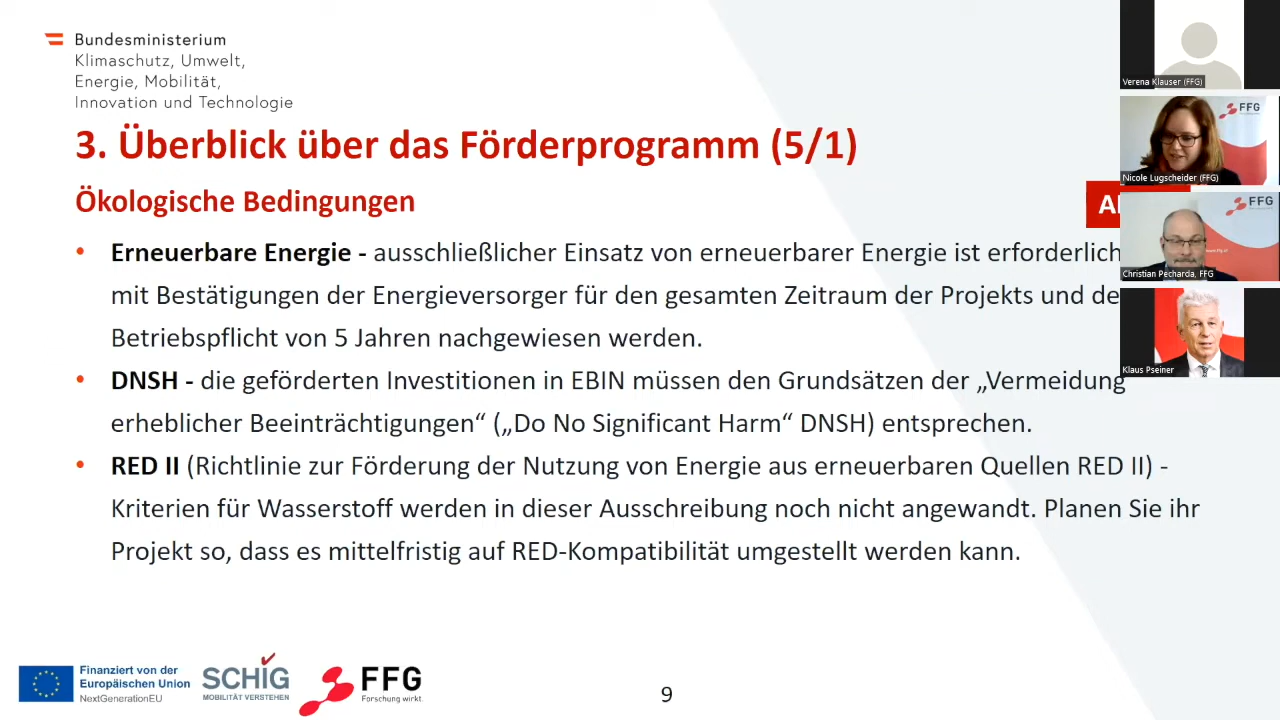 Bundesministerium
Klimaschutz, Umwelt,
Energie, Mobilität,
Innovation und Technologie
3. Überblick über das Förderprogramm (5/1)
Ökologische Bedingungen
• Erneuerbare Energie - ausschließlicher Einsatz von erneuerbarer Energie ist erforderlich
mit Bestätigungen der Energieversorger für den gesamten Zeitraum der Projekts und de
Betriebspflicht von 5 Jahren nachgewiesen werden.
• DNSH - die geförderten Investitionen in EBIN müssen den Grundsätzen der „Vermeidung
erheblicher Beeinträchtigungen“ („Do No Significant Harm“ DNSH) entsprechen.
• RED II (Richtlinie zur Förderung der Nutzung von Energie aus erneuerbaren Quellen RED II) -
Kriterien für Wasserstoff werden in dieser Ausschreibung noch nicht angewandt. Planen Sie ihr
Projekt so, dass es mittelfristig auf RED-Kompatibilität umgestellt werden kann.
Finanziert von der
Europäischen Union
NextGenerationEU
SCHIG
MOBILITÄT VERSTEHEN
FFG
Forschung wirkt.
9
Verena Klauser (FFG)
FFG
Nicole Lugscheider (FFG)
FFG
Christian Pecharda, FFG
Klaus Pseiner